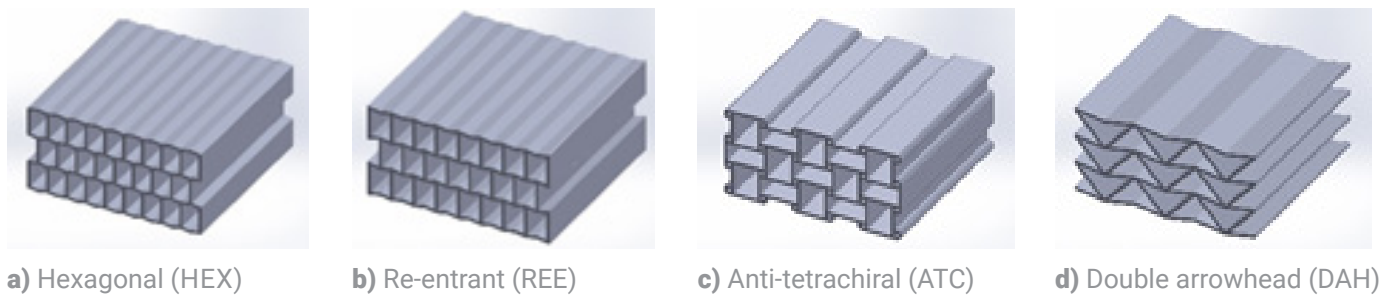 a) Hexagonal (HEX)
b) Re-entrant (REE)
c) Anti-tetrachiral (ATC)
d) Double arrowhead (DAH)